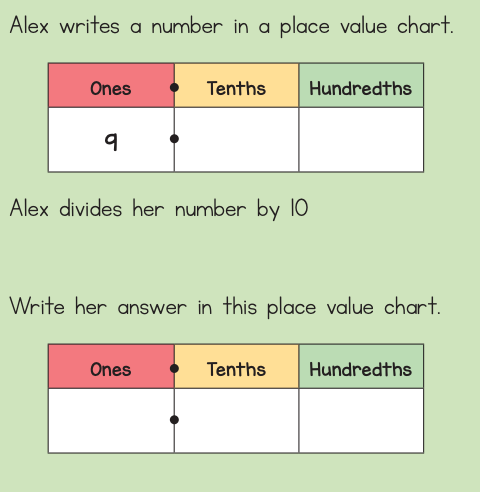 Alex writes a number in a place value chart.
Ones Tenths Hundredths
9
Alex divides her number by 10
Write her answer in this place value chart.
Ones Tenths Hundredths